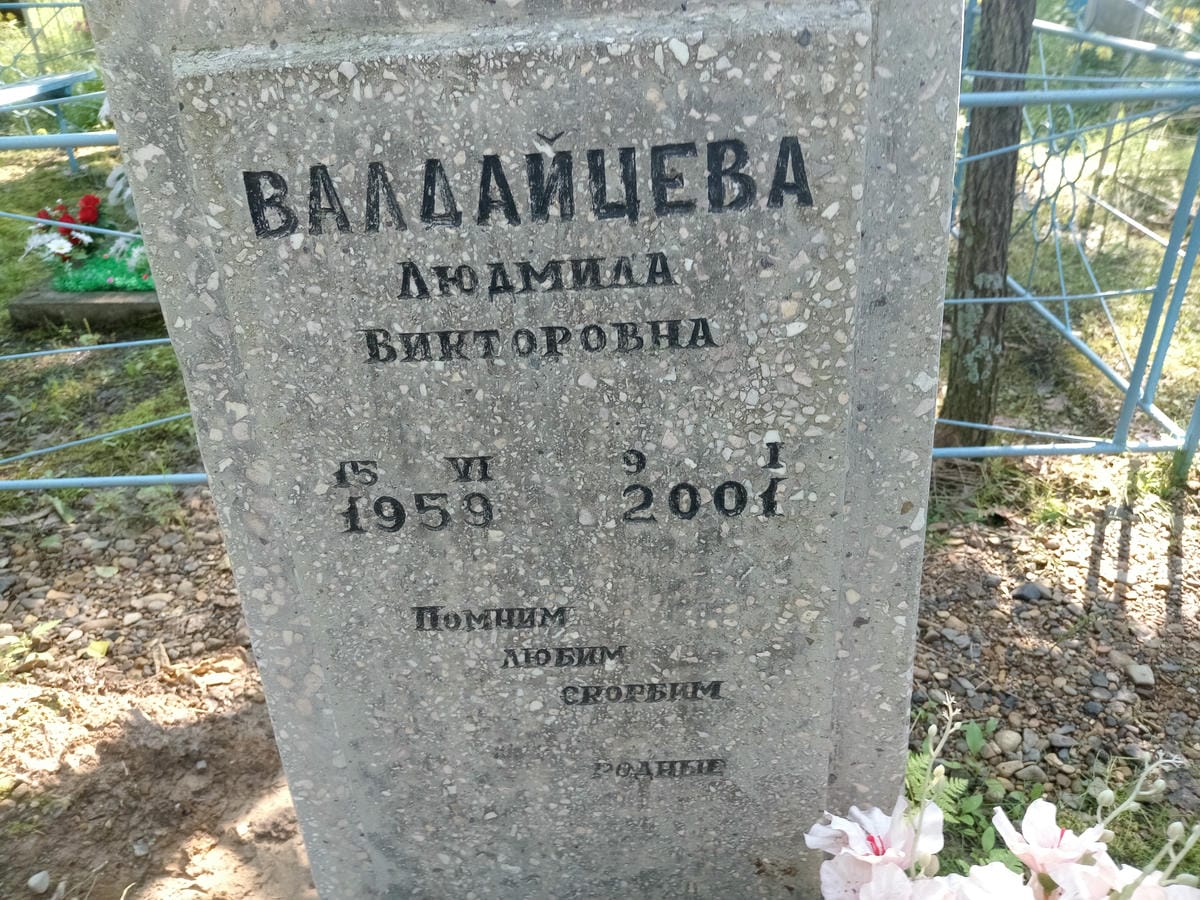 ВАЛДАЙЦЕВА
ЛЮДМИЛА
ВИКТОРОВНА
15 VI 9 I
1959 2001
Помним
любим
скорбим
родные